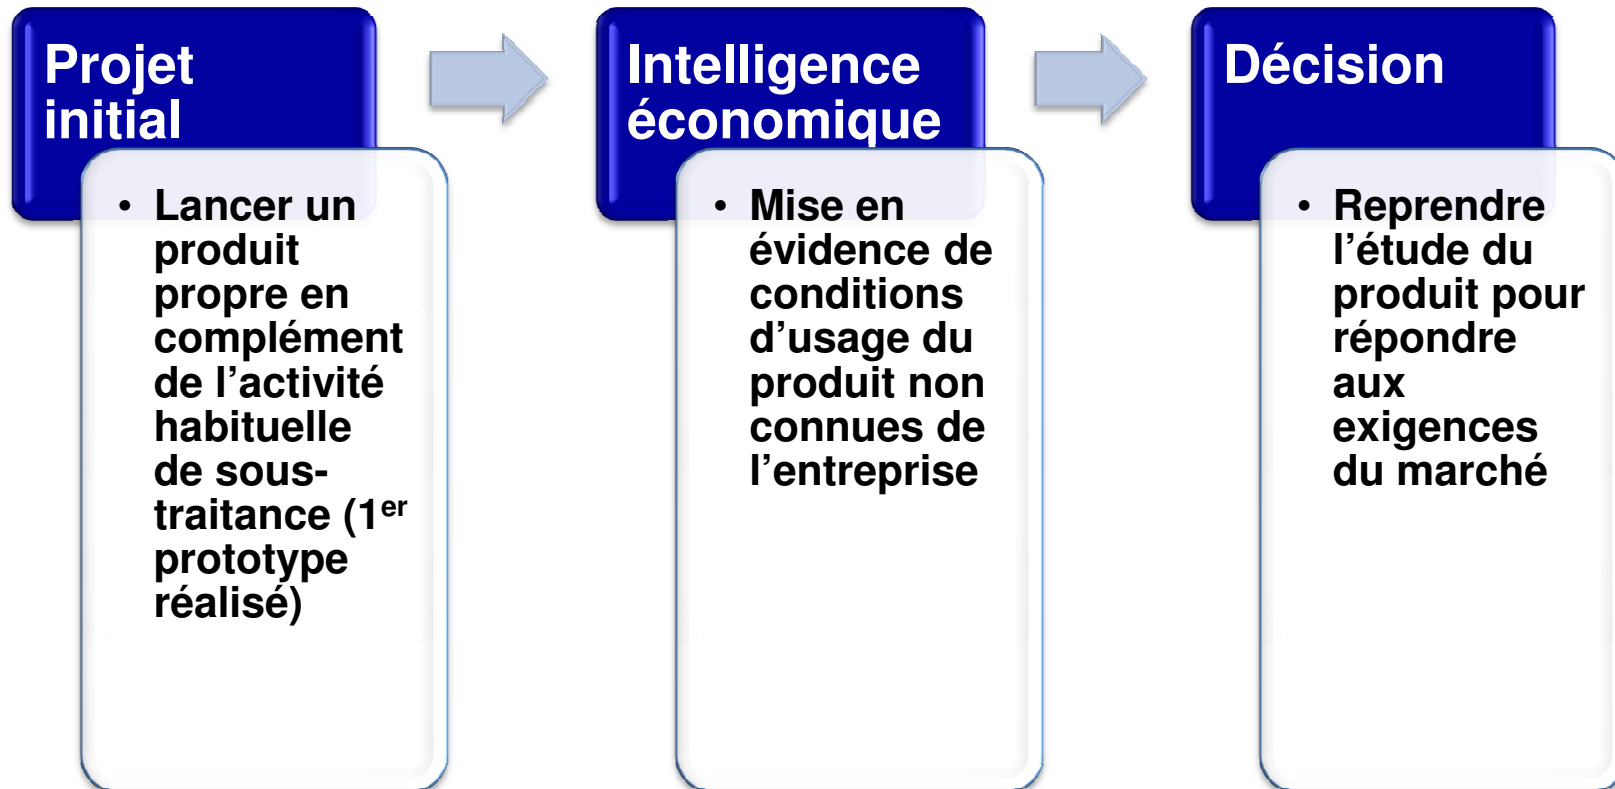 Projet
initial
• Lancer un
produit
propre en
complément
de l’activité
habituelle
de sous-
traitance (1er
prototype
réalisé)
Intelligence
économique
• Mise en
évidence de
conditions
d’usage du
produit non
connues de
l’entreprise
Décision
• Reprendre
l’étude du
produit pour
répondre
aux
exigences
du marché